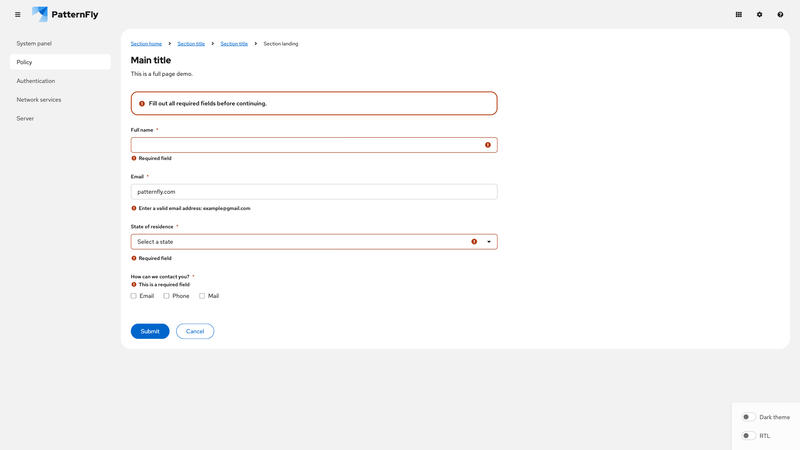 PatternFly
System panel
Policy
Authentication
Network services
Server
Section home > Section title > Section title > Section landing
Main title
This is a full page demo.
Fill out all required fields before continuing.
Full name *
Required field
Email *
patternfly.com
Enter a valid email address: example@gmail.com
State of residence *
Select a state
Required field
How can we contact you? *
This is a required field
Email Phone Mail
Submit Cancel
Dark theme
RTL